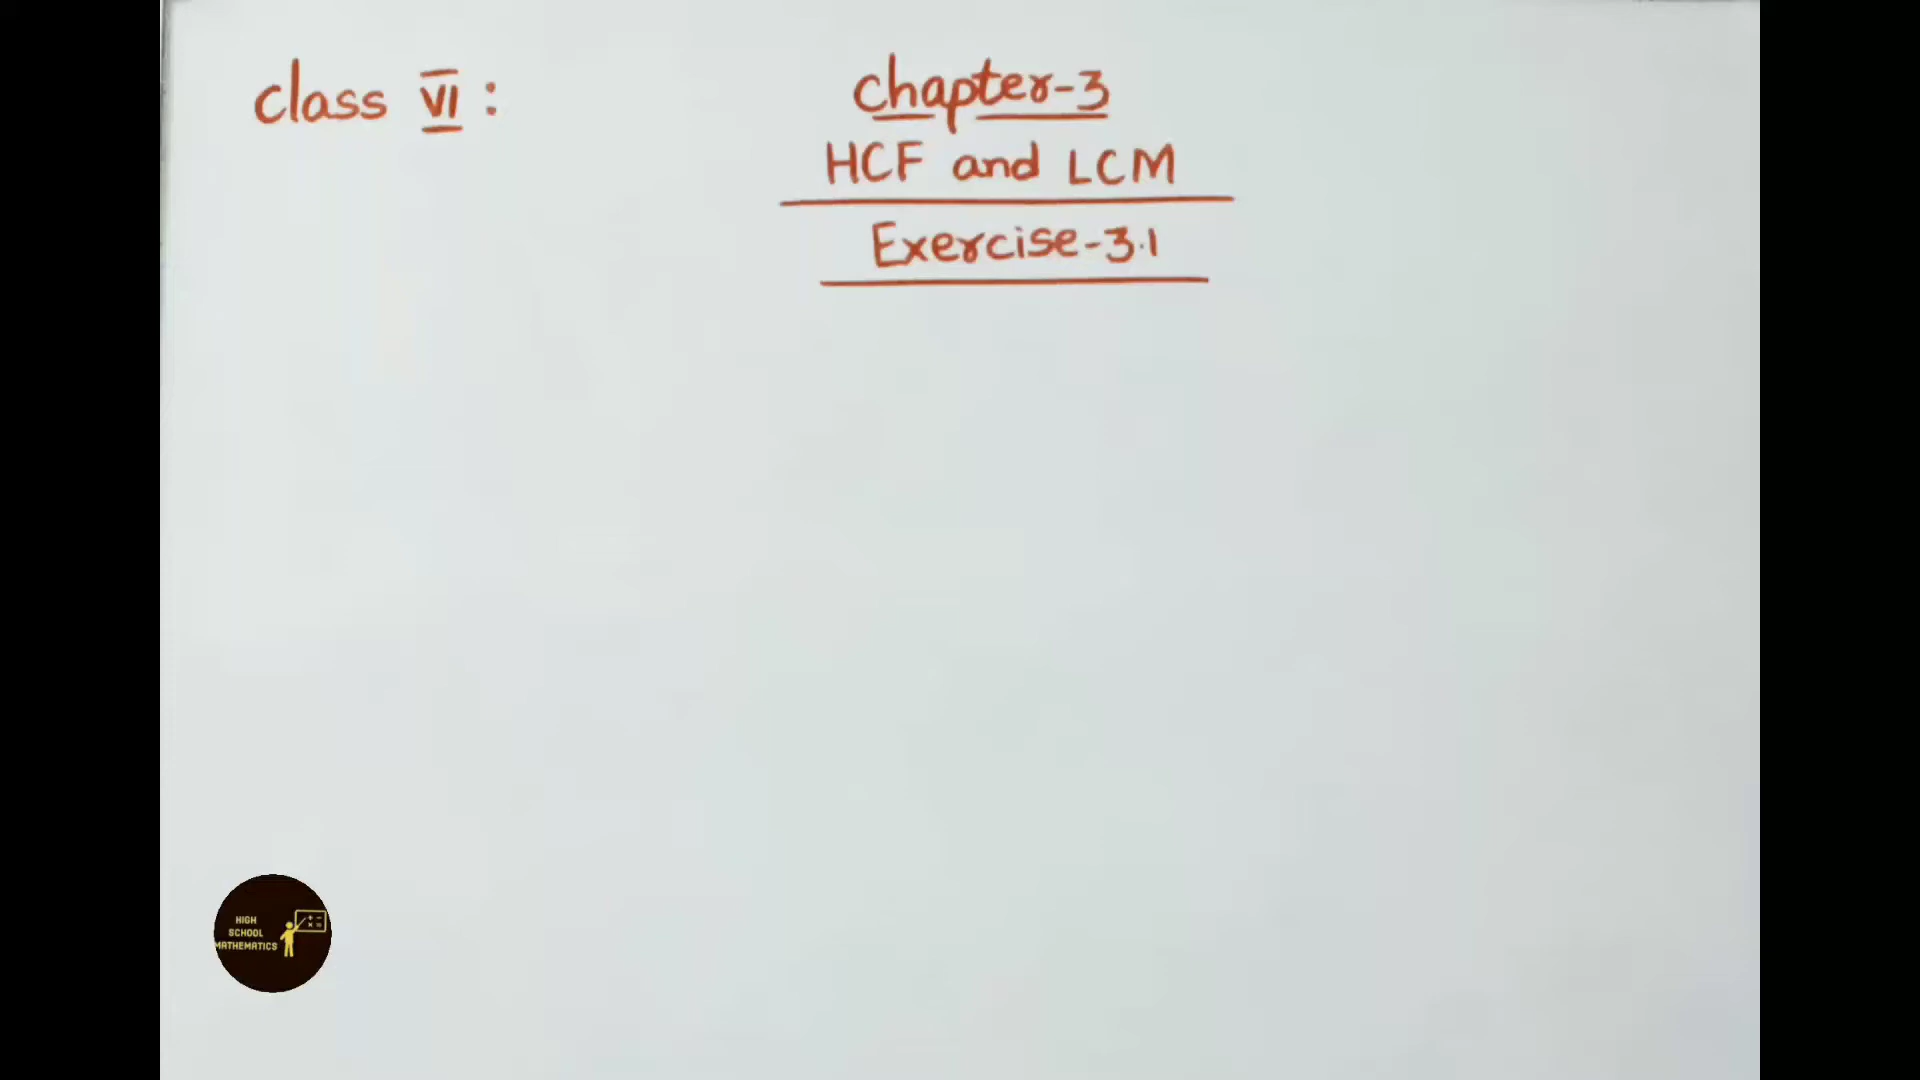 class VI :
chapter-3
HCF and LCM
Exercise-3.1
HIGH
SCHOOL
MATHEMATICS